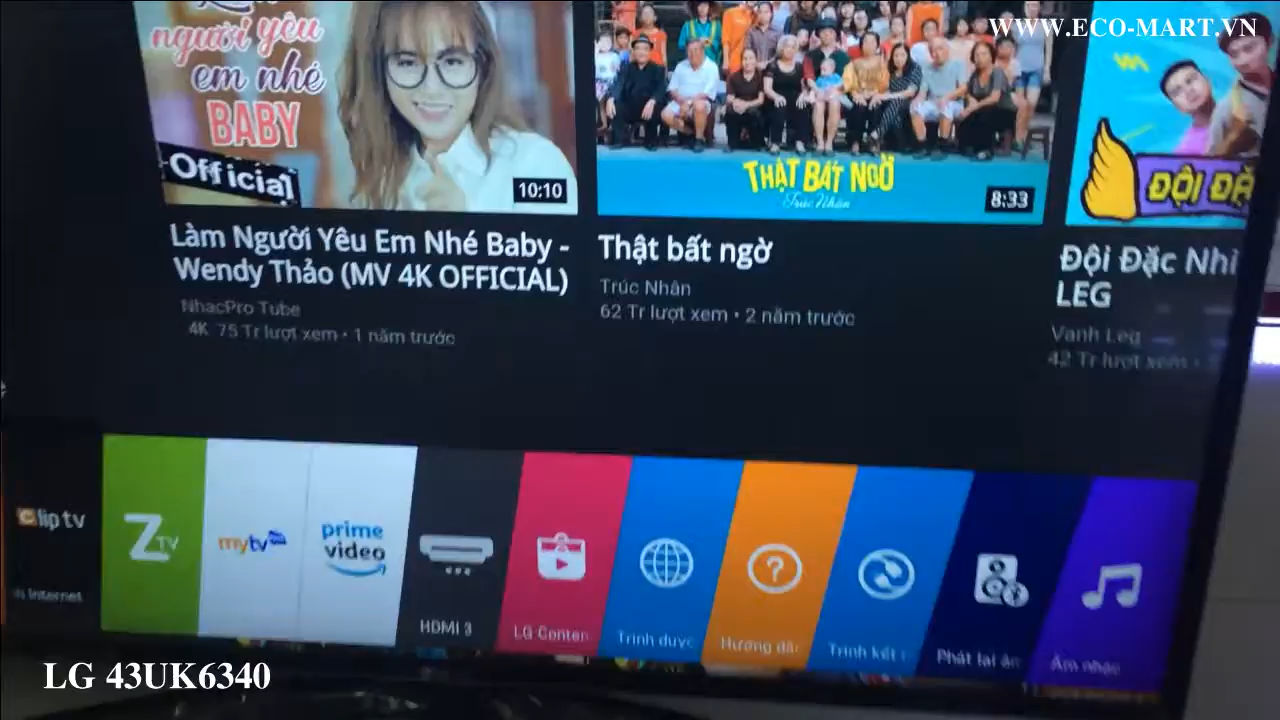 WWW.ECO-MART.VN
người yêu
em nhé
BABY
Official
10:10
THẬT BẤT NGỜ
Trúc Nhân
8:33
ĐỘI ĐẶ
Làm Người Yêu Em Nhé Baby -
Wendy Thảo (MV 4K OFFICIAL)
NhacPro Tube
4K 75 Tr lượt xem • 1 năm trước
Thật bất ngờ
Trúc Nhân
62 Tr lượt xem • 2 năm trước
Đội Đặc Nhi
LEG
Vanh Leg
42 Tr lượt xem •
Clip tv
Internet
Z TV
mytv
prime
video
HDMI 3
LG Conten
Trình duyệ
Hướng dẫ
Trình kết
Phát lại âm
Âm nhạc
LG 43UK6340